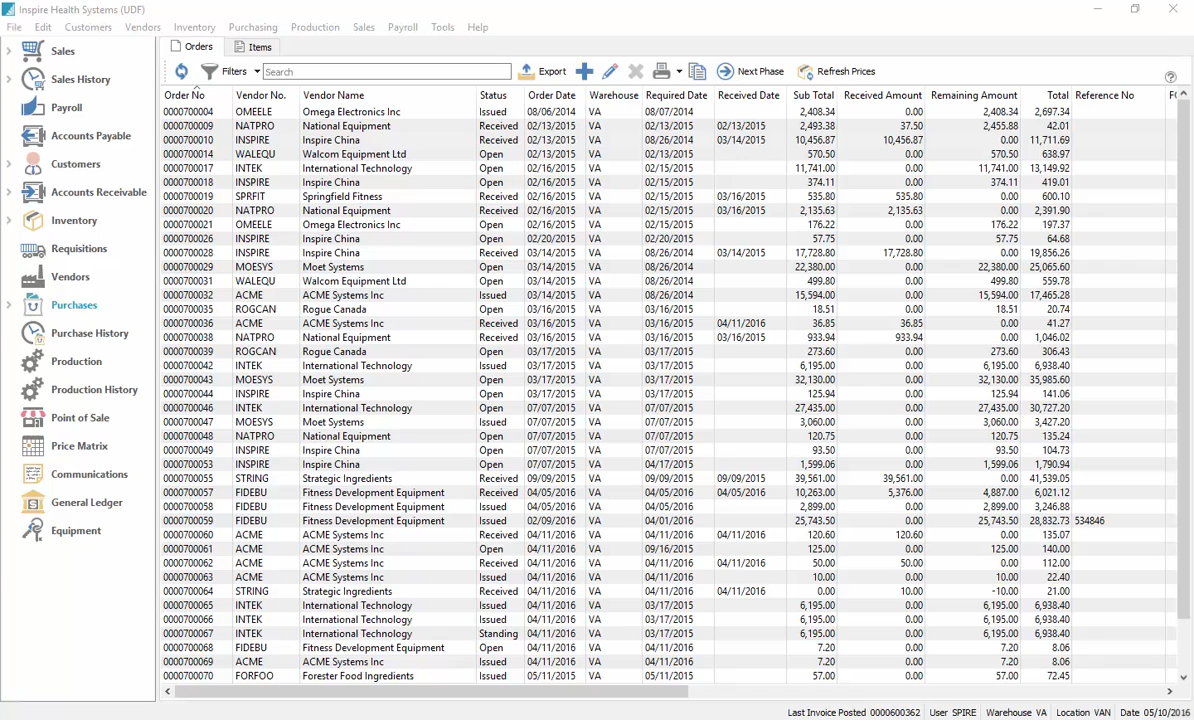 Inspire Health Systems (UDF)
File Edit Customers Vendors Inventory Purchasing Production Sales Payroll Tools Help
Sales
Sales History
Payroll
Accounts Payable
Customers
Accounts Receivable
Inventory
Requisitions
Vendors
Purchases
Purchase History
Production
Production History
Point of Sale
Price Matrix
Communications
General Ledger
Equipment
Orders Items
Filters Search Export Next Phase Refresh Prices
Order No Vendor No. Vendor Name Status Order Date Warehouse Required Date Received Date Sub Total Received Amount Remaining Amount Total Reference No
0000700004 OMEELE Omega Electronics Inc Issued 08/06/2014 VA 08/07/2014 2,408.34 0.00 2,408.34 2,697.34
0000700009 NATPRO National Equipment Received 02/13/2015 VA 02/13/2015 02/13/2015 2,493.38 37.50 2,455.88 42.01
0000700010 INSPIRE Inspire China Received 02/13/2015 VA 08/26/2014 03/14/2015 10,456.87 10,456.87 0.00 11,711.69
0000700014 WALEQU Walcom Equipment Ltd Open 02/13/2015 VA 02/13/2015 570.50 0.00 570.50 638.97
0000700017 INTEK International Technology Open 02/16/2015 VA 02/15/2015 11,741.00 0.00 11,741.00 13,149.92
0000700018 INSPIRE Inspire China Open 02/16/2015 VA 02/15/2015 374.11 0.00 374.11 419.01
0000700019 SPRFIT Springfield Fitness Received 02/16/2015 VA 02/15/2015 03/16/2015 535.80 535.80 0.00 600.10
0000700020 NATPRO National Equipment Received 02/16/2015 VA 02/15/2015 03/16/2015 2,135.63 2,135.63 0.00 2,391.90
0000700021 OMEELE Omega Electronics Inc Open 02/16/2015 VA 02/15/2015 176.22 0.00 176.22 197.37
0000700026 INSPIRE Inspire China Open 02/20/2015 VA 02/20/2015 57.75 0.00 57.75 64.68
0000700028 INSPIRE Inspire China Received 03/14/2015 VA 08/26/2014 03/14/2015 17,728.80 17,728.80 0.00 19,856.26
0000700029 MOESYS Moet Systems Open 03/14/2015 VA 08/26/2014 22,380.00 0.00 22,380.00 25,065.60
0000700031 WALEQU Walcom Equipment Ltd Open 03/14/2015 VA 08/26/2014 499.80 0.00 499.80 559.78
0000700032 ACME ACME Systems Inc Issued 03/14/2015 VA 08/26/2014 15,594.00 0.00 15,594.00 17,465.28
0000700035 ROGCAN Rogue Canada Open 03/16/2015 VA 03/16/2015 18.51 0.00 18.51 20.74
0000700036 ACME ACME Systems Inc Received 03/16/2015 VA 03/16/2015 04/11/2016 36.85 36.85 0.00 41.27
0000700038 NATPRO National Equipment Received 03/16/2015 VA 03/16/2015 03/16/2015 933.94 933.94 0.00 1,046.02
0000700039 ROGCAN Rogue Canada Open 03/17/2015 VA 03/17/2015 273.60 0.00 273.60 306.43
0000700042 INTEK International Technology Issued 03/17/2015 VA 03/17/2015 6,195.00 0.00 6,195.00 6,938.40
0000700043 MOESYS Moet Systems Open 03/17/2015 VA 03/17/2015 32,130.00 0.00 32,130.00 35,985.60
0000700044 INSPIRE Inspire China Open 03/17/2015 VA 03/17/2015 125.94 0.00 125.94 141.06
0000700046 INTEK International Technology Open 07/07/2015 VA 07/07/2015 27,435.00 0.00 27,435.00 30,727.20
0000700047 MOESYS Moet Systems Issued 07/07/2015 VA 07/07/2015 3,060.00 0.00 3,060.00 3,427.20
0000700048 NATPRO National Equipment Open 07/07/2015 VA 07/07/2015 120.75 0.00 120.75 135.24
0000700049 INSPIRE Inspire China Open 07/07/2015 VA 07/07/2015 93.50 0.00 93.50 104.73
0000700053 INSPIRE Inspire China Open 07/07/2015 VA 04/17/2015 1,599.06 0.00 1,599.06 1,790.94
0000700055 STRING Strategic Ingredients Received 09/09/2015 VA 09/09/2015 09/09/2015 39,561.00 39,561.00 0.00 41,539.05
0000700057 FIDEBU Fitness Development Equipment Received 04/05/2016 VA 04/05/2016 04/05/2016 10,263.00 5,376.00 4,887.00 6,021.12
0000700058 FIDEBU Fitness Development Equipment Issued 04/05/2016 VA 04/05/2016 2,899.00 0.00 2,899.00 3,246.88
0000700059 FIDEBU Fitness Development Equipment Issued 02/09/2016 VA 04/01/2016 25,743.50 0.00 25,743.50 28,832.73 534846
0000700060 ACME ACME Systems Inc Received 04/11/2016 VA 04/11/2016 04/11/2016 120.60 120.60 0.00 135.07
0000700061 ACME ACME Systems Inc Open 04/11/2016 VA 09/16/2015 125.00 0.00 125.00 140.00
0000700062 ACME ACME Systems Inc Received 04/11/2016 VA 04/11/2016 04/11/2016 50.00 50.00 0.00 112.00
0000700063 ACME ACME Systems Inc Issued 04/11/2016 VA 04/11/2016 10.00 0.00 10.00 22.40
0000700064 STRING Strategic Ingredients Received 04/11/2016 VA 04/11/2016 04/11/2016 0.00 10.00 -10.00 21.00
0000700065 INTEK International Technology Issued 04/11/2016 VA 03/17/2015 6,195.00 0.00 6,195.00 6,938.40
0000700066 INTEK International Technology Issued 04/11/2016 VA 03/17/2015 6,195.00 0.00 6,195.00 6,938.40
0000700067 INTEK International Technology Standing 04/11/2016 VA 03/17/2015 6,195.00 0.00 6,195.00 6,938.40
0000700068 FIDEBU Fitness Development Equipment Open 04/11/2016 VA 04/11/2016 7.20 0.00 7.20 8.06
0000700069 ACME ACME Systems Inc Issued 04/11/2016 VA 04/11/2016 7.20 0.00 7.20 8.06
0000700070 FORFOO Forester Food Ingredients Issued 05/11/2016 VA 05/11/2016 57.00 0.00 57.00 72.45
Last Invoice Posted 0000600362 User SPIRE Warehouse VA Location VAN Date 05/10/2016